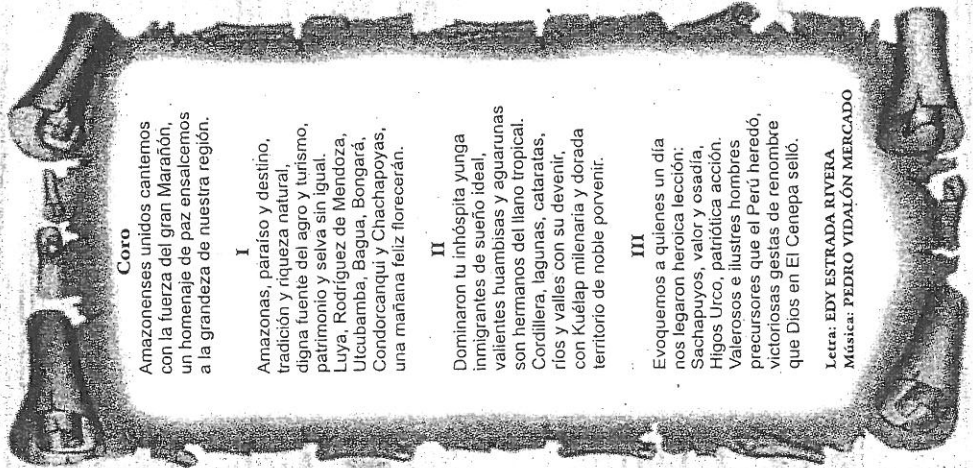 Coro
Amazonenses unidos cantemos
con la fuerza del gran Marañón,
un homenaje de paz ensalcemos
a la grandeza de nuestra región.
I
Amazonas, paraíso y destino,
tradición y riqueza natural,
digna fuente del agro y turismo,
patrimonio y selva sin igual.
Luya, Rodríguez de Mendoza,
Utcubamba, Bagua, Bongará,
Condorcanqui y Chachapoyas,
una mañana feliz florecerán.
II
Dominaron tu inhóspita yunga
inmigrantes de sueño ideal,
valientes huambisas y aguarunas
son hermanos del llano tropical.
Cordillera, lagunas, cataratas,
ríos y valles con su devenir,
con Kuélap milenaria y dorada
territorio de noble porvenir.
III
Evoquemos a quienes un día
nos legaron heroica lección:
Sachapuyos, valor y osadía,
Higos Urco, patriótica acción.
Valerosos e ilustres hombres
precursores que el Perú heredó,
victoriosas gestas de renombre
que Dios en El Cenepa selló.
Letra: EDY ESTRADA RIVERA
Música: PEDRO VIDALÓN MERCADO